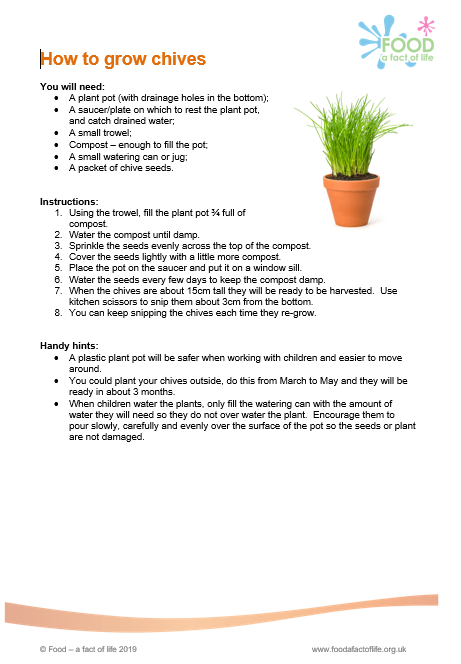 FOOD
a fact of life
How to grow chives
You will need:
• A plant pot (with drainage holes in the bottom);
• A saucer/plate on which to rest the plant pot,
and catch drained water;
• A small trowel;
• Compost – enough to fill the pot;
• A small watering can or jug;
• A packet of chive seeds.
Instructions:
1. Using the trowel, fill the plant pot ¾ full of
compost.
2. Water the compost until damp.
3. Sprinkle the seeds evenly across the top of the compost.
4. Cover the seeds lightly with a little more compost.
5. Place the pot on the saucer and put it on a window sill.
6. Water the seeds every few days to keep the compost damp.
7. When the chives are about 15cm tall they will be ready to be harvested. Use
kitchen scissors to snip them about 3cm from the bottom.
8. You can keep snipping the chives each time they re-grow.
Handy hints:
• A plastic plant pot will be safer when working with children and easier to move
around.
• You could plant your chives outside, do this from March to May and they will be
ready in about 3 months.
• When children water the plants, only fill the watering can with the amount of
water they will need so they do not over water the plant. Encourage them to
pour slowly, carefully and evenly over the surface of the pot so the seeds or plant
are not damaged.
© Food – a fact of life 2019
www.foodafactoflife.org.uk